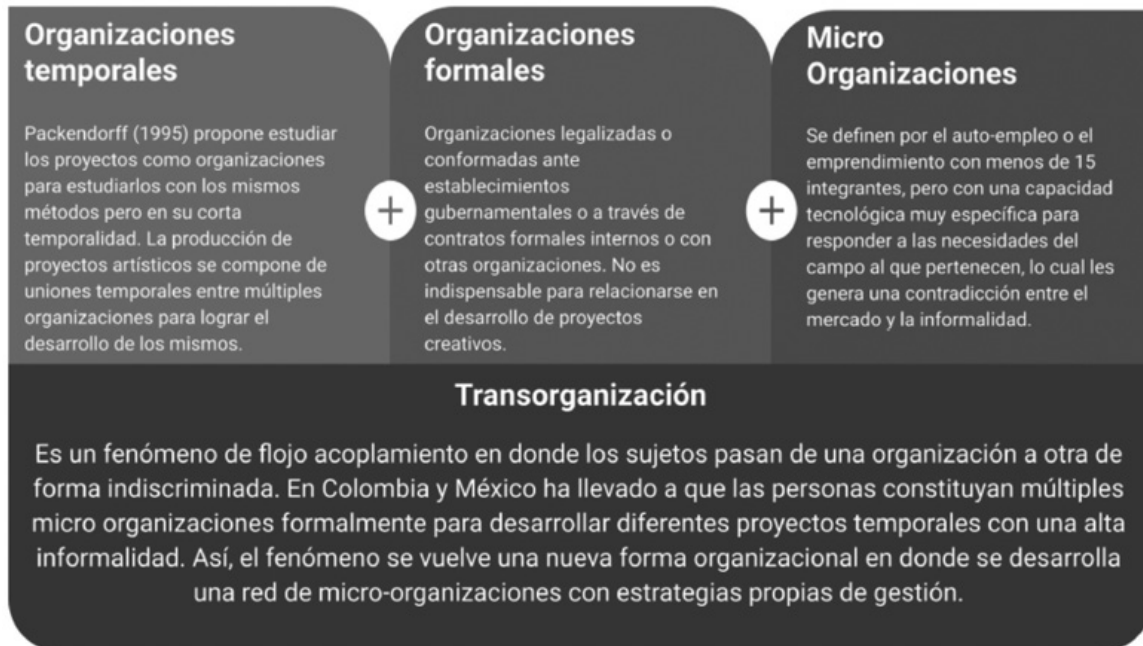 Organizaciones
temporales
Packendorff (1995) propone estudiar
los proyectos como organizaciones
para estudiarlos con los mismos
métodos pero en su corta
temporalidad. La producción de
proyectos artísticos se compone de
uniones temporales entre múltiples
organizaciones para lograr el
desarrollo de los mismos.
+
Organizaciones
formales
Organizaciones legalizadas o
conformadas ante
establecimientos
gubernamentales o a través de
contratos formales internos o con
otras organizaciones. No es
indispensable para relacionarse en
el desarrollo de proyectos
creativos.
+
Micro
Organizaciones
Se definen por el auto-empleo o el
emprendimiento con menos de 15
integrantes, pero con una capacidad
tecnológica muy específica para
responder a las necesidades del
campo al que pertenecen, lo cual les
genera una contradicción entre el
mercado y la informalidad.
Transorganización
Es un fenómeno de flojo acoplamiento en donde los sujetos pasan de una organización a otra de
forma indiscriminada. En Colombia y México ha llevado a que las personas constituyan múltiples
micro organizaciones formalmente para desarrollar diferentes proyectos temporales con una alta
informalidad. Así, el fenómeno se vuelve una nueva forma organizacional en donde se desarrolla
una red de micro-organizaciones con estrategias propias de gestión.